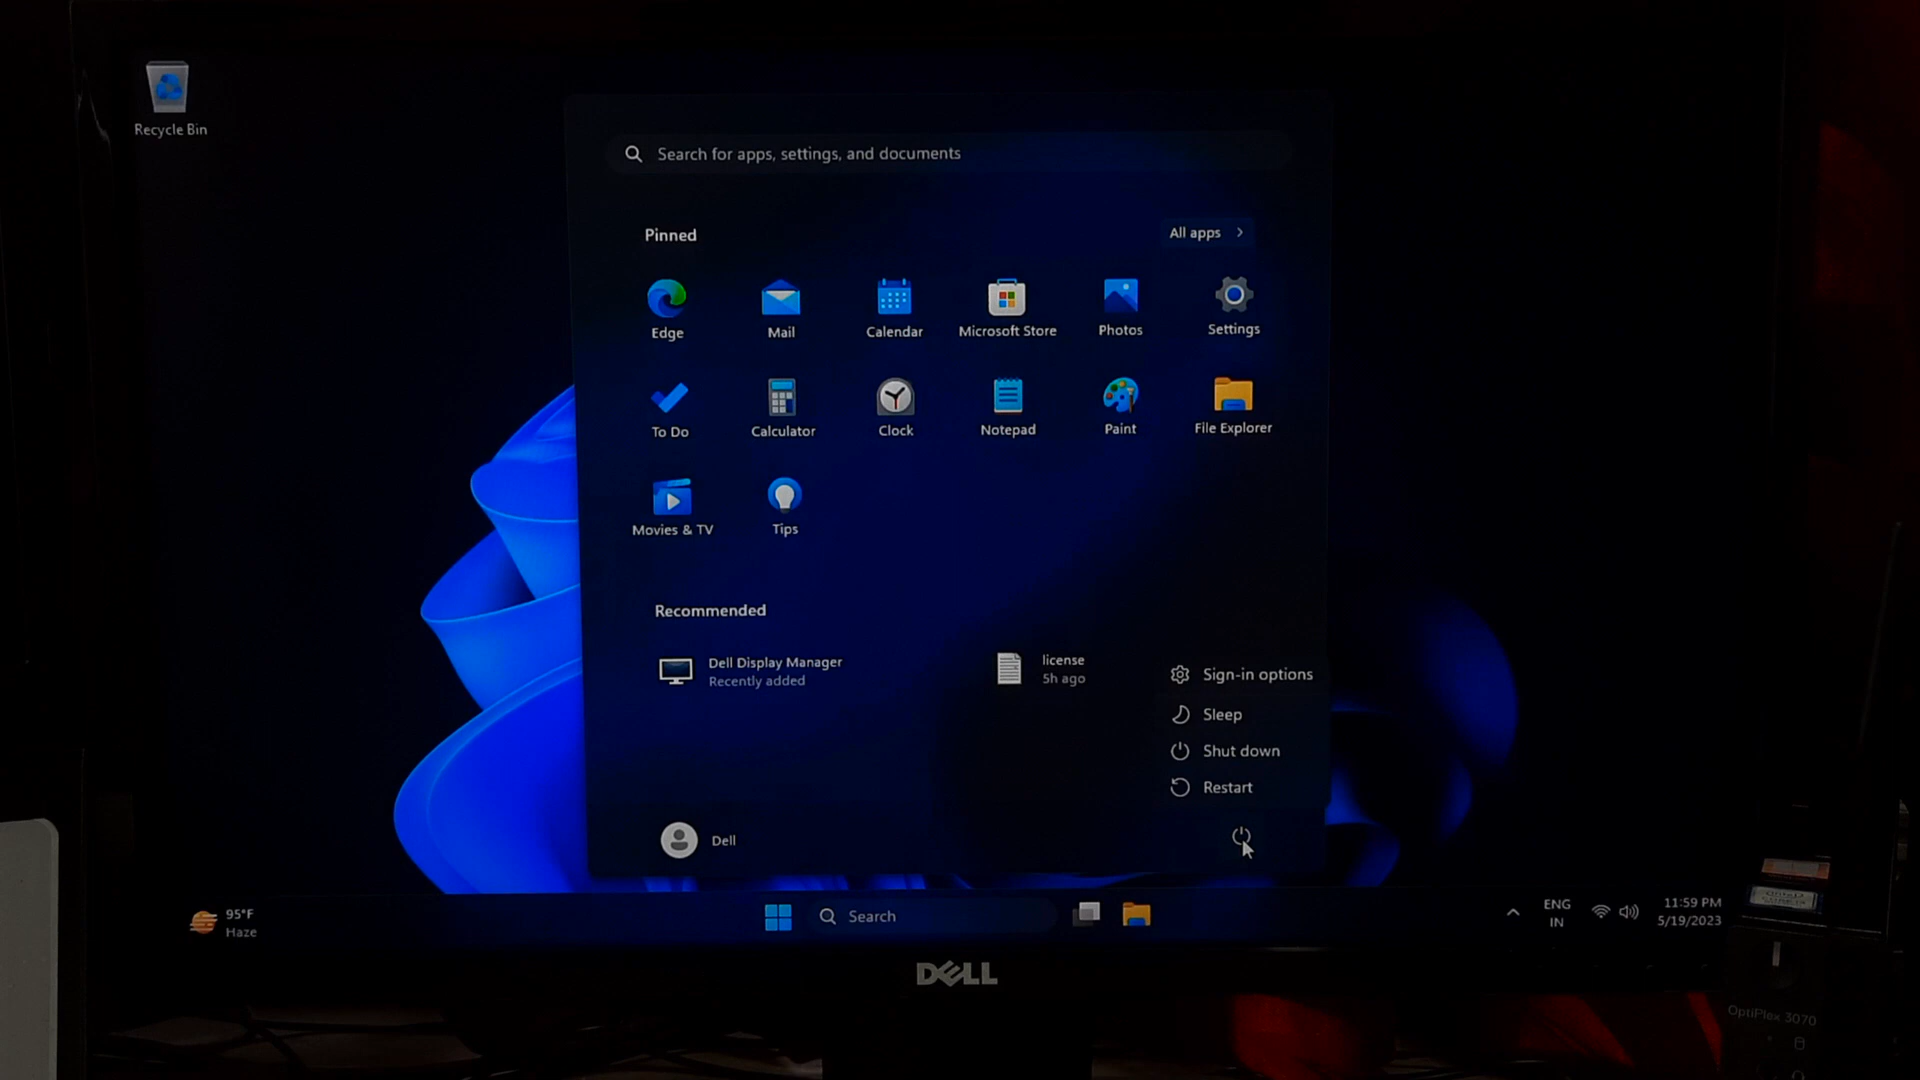 Recycle Bin
Search for apps, settings, and documents
Pinned
All apps
Edge
Mail
Calendar
Microsoft Store
Photos
Settings
To Do
Calculator
Clock
Notepad
Paint
File Explorer
Movies & TV
Tips
Recommended
Dell Display Manager
Recently added
license
5h ago
Sign-in options
Sleep
Shut down
Restart
Dell
95°F
Haze
Search
ENG
IN
11:59 PM
5/19/2023
DELL
OptiPlex 3070